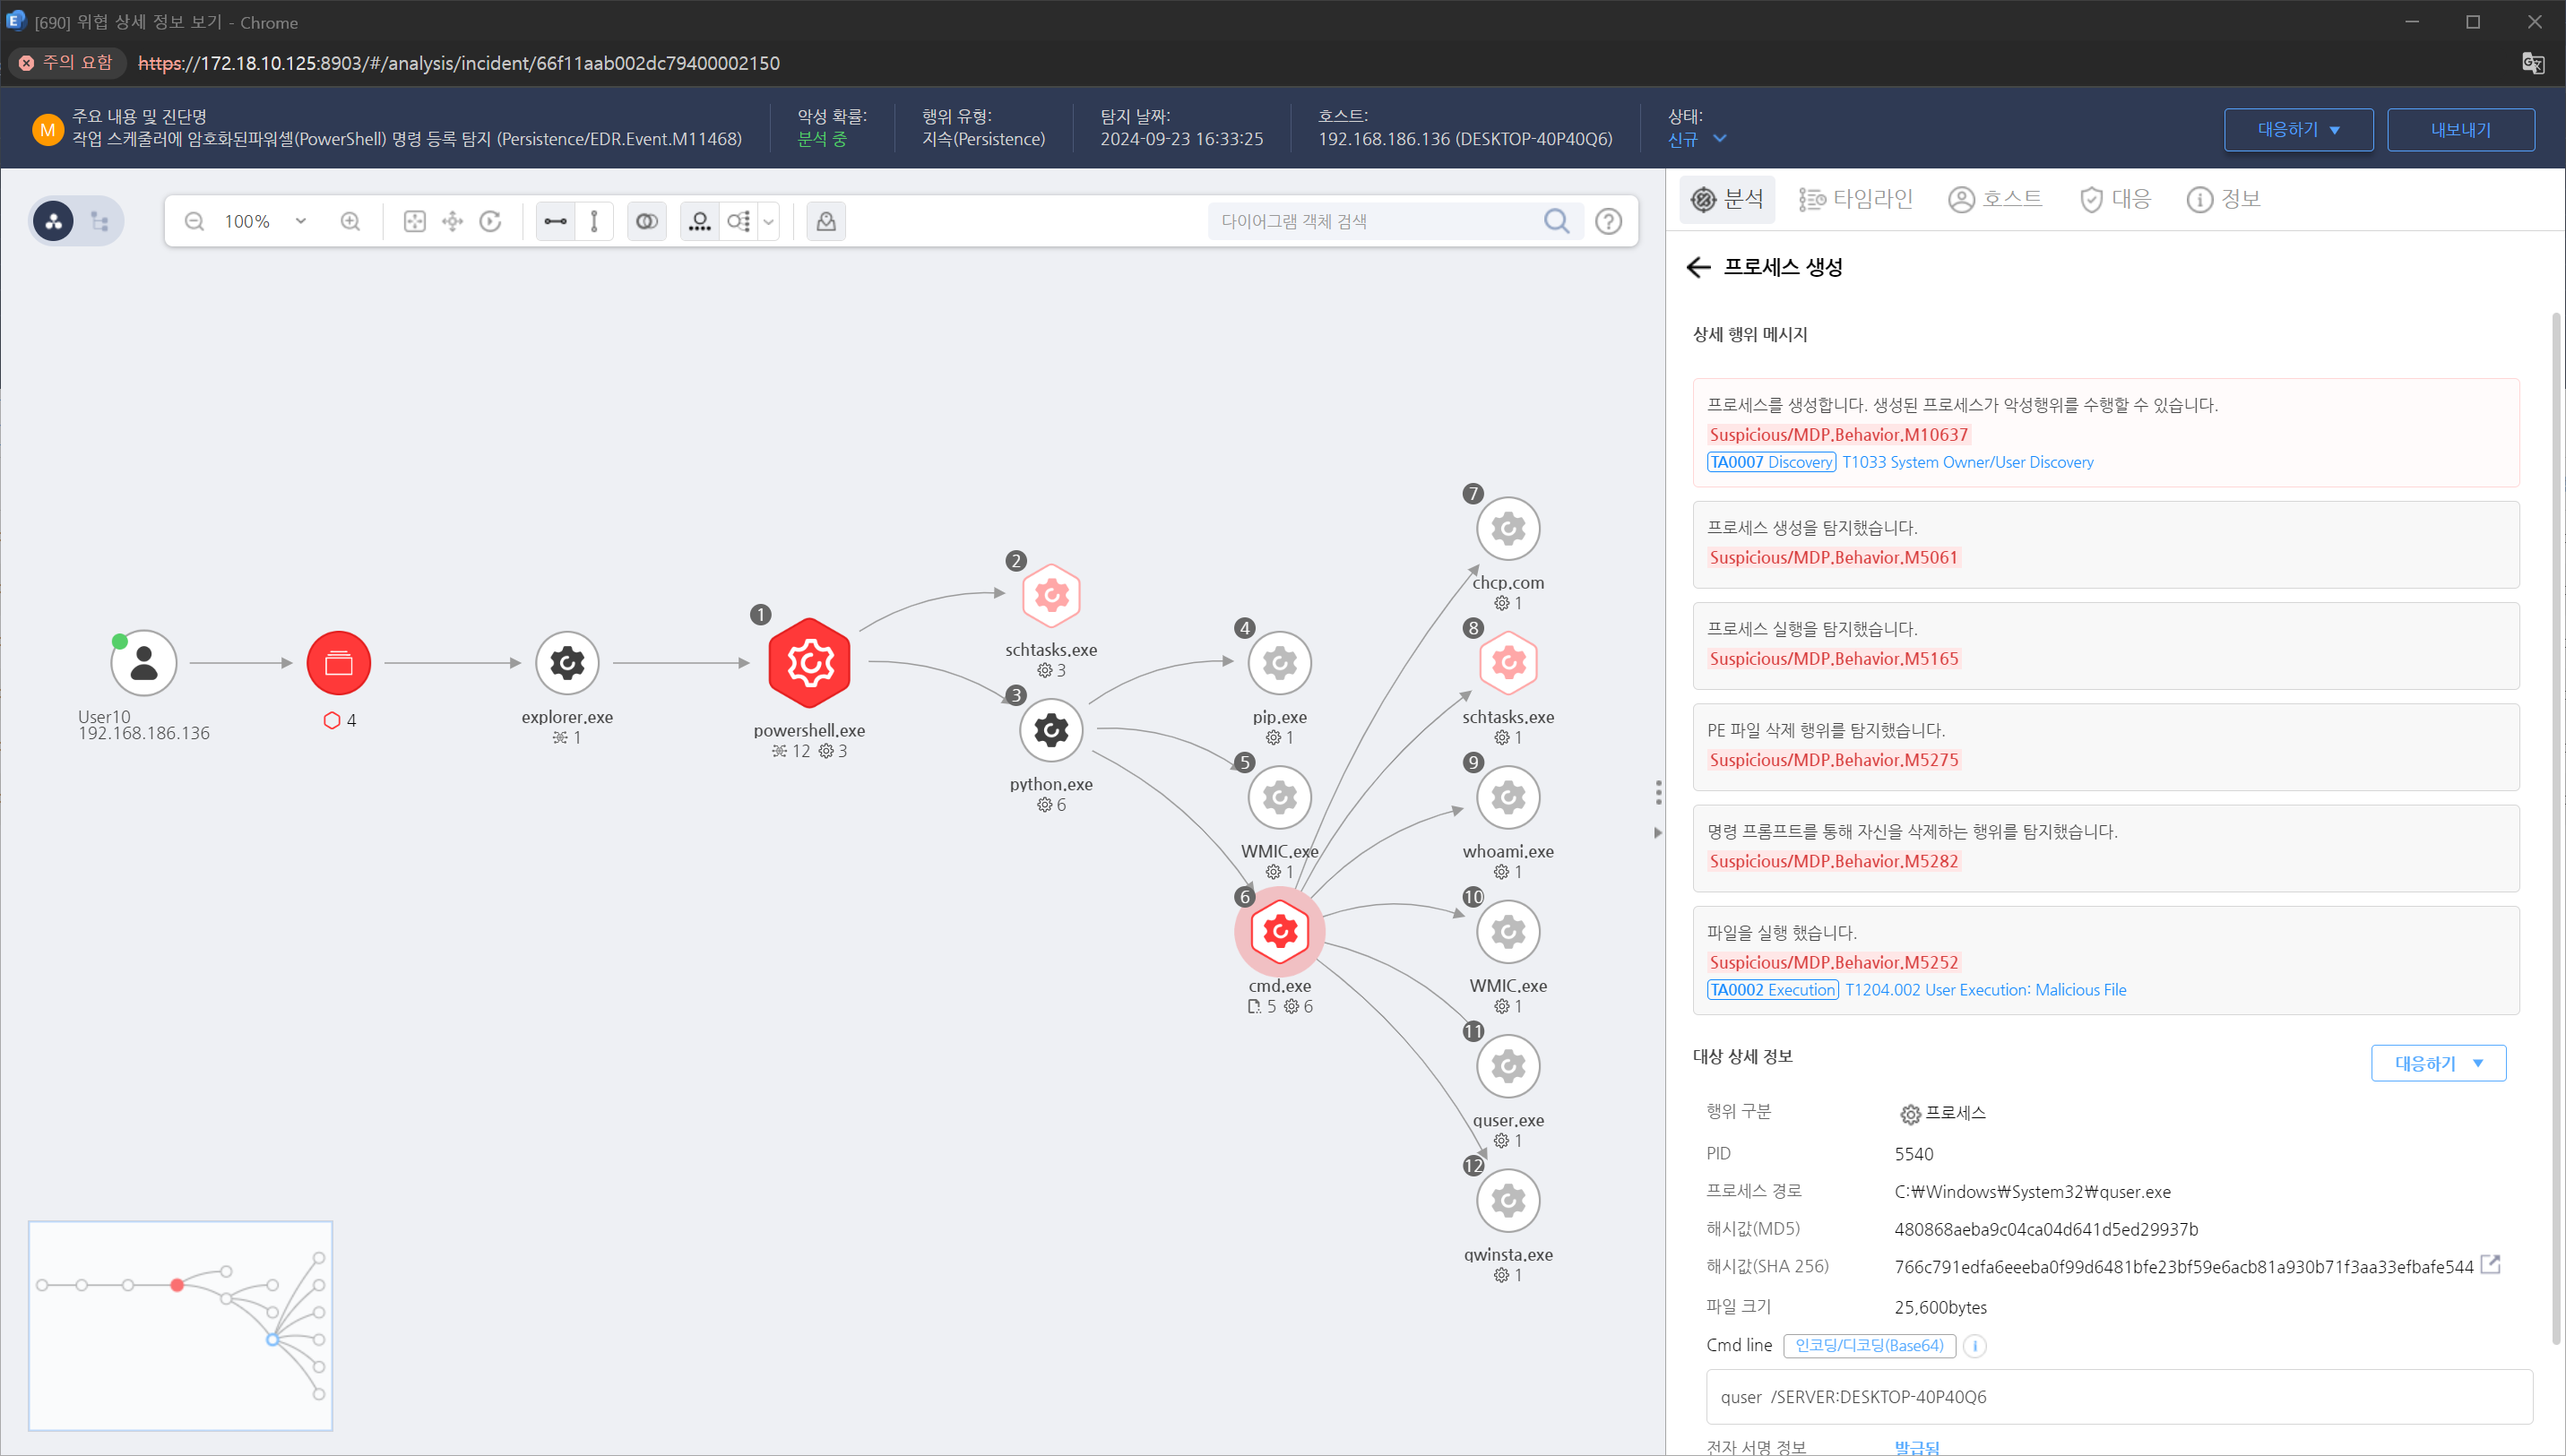 [690] 위협 상세 정보 보기 - Chrome
주의 요함
https://172.18.10.125:8903/#/analysis/incident/66f11aab002dc79400002150
M
주요 내용 및 진단명
작업 스케줄러에 암호화된파워셸(PowerShell) 명령 등록 탐지 (Persistence/EDR.Event.M11468)
악성 확률:
분석 중
행위 유형:
지속(Persistence)
탐지 날짜:
2024-09-23 16:33:25
호스트:
192.168.186.136 (DESKTOP-40P40Q6)
상태:
신규
대응하기
내보내기
100%
다이어그램 객체 검색
User10
192.168.186.136
4
explorer.exe
1
1
powershell.exe
12 3
2
schtasks.exe
3
3
python.exe
6
4
pip.exe
1
5
WMIC.exe
1
6
cmd.exe
5 6
7
chcp.com
1
8
schtasks.exe
1
9
whoami.exe
1
10
WMIC.exe
1
11
quser.exe
1
12
qwinsta.exe
1
분석
타임라인
호스트
대응
정보
프로세스 생성
상세 행위 메시지
프로세스를 생성합니다. 생성된 프로세스가 악성행위를 수행할 수 있습니다.
Suspicious/MDP.Behavior.M10637
TA0007 Discovery T1033 System Owner/User Discovery
프로세스 생성을 탐지했습니다.
Suspicious/MDP.Behavior.M5061
프로세스 실행을 탐지했습니다.
Suspicious/MDP.Behavior.M5165
PE 파일 삭제 행위를 탐지했습니다.
Suspicious/MDP.Behavior.M5275
명령 프롬프트를 통해 자신을 삭제하는 행위를 탐지했습니다.
Suspicious/MDP.Behavior.M5282
파일을 실행 했습니다.
Suspicious/MDP.Behavior.M5252
TA0002 Execution T1204.002 User Execution: Malicious File
대상 상세 정보
대응하기
행위 구분 프로세스
PID 5540
프로세스 경로 C:₩Windows₩System32₩quser.exe
해시값(MD5) 480868aeba9c04ca04d641d5ed29937b
해시값(SHA 256) 766c791edfa6eeeba0f99d6481bfe23bf59e6acb81a930b71f3aa33efbafe544
파일 크기 25,600bytes
Cmd line 인코딩/디코딩(Base64)
quser /SERVER:DESKTOP-40P40Q6
전자 서명 정보 발급됨